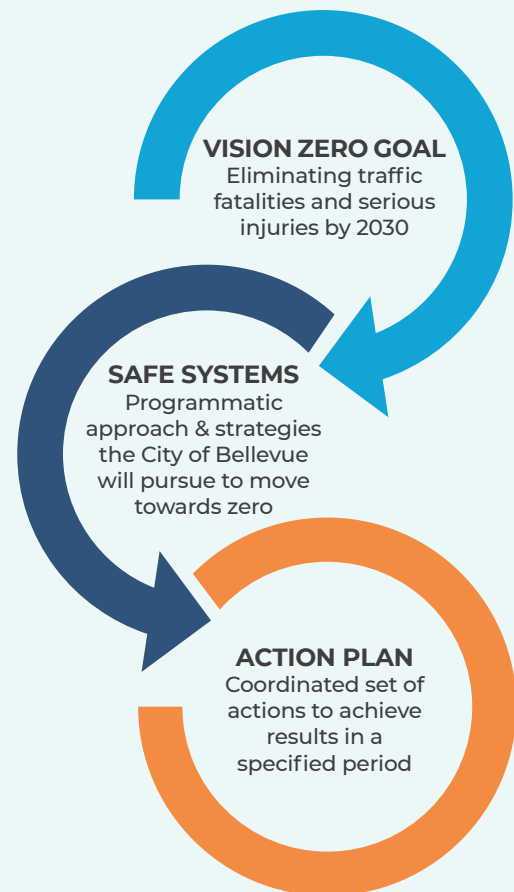 VISION ZERO GOAL
Eliminating traffic
fatalities and serious
injuries by 2030
SAFE SYSTEMS
Programmatic
approach & strategies
the City of Bellevue
will pursue to move
towards zero
ACTION PLAN
Coordinated set of
actions to achieve
results in a
specified period